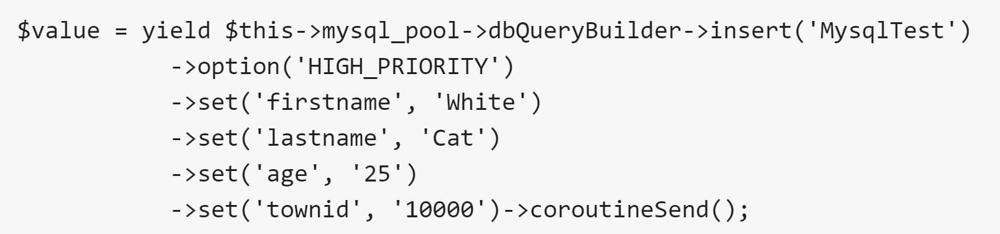 $value = yield $this->mysql_pool->dbQueryBuilder->insert('MysqlTest')
->option('HIGH_PRIORITY')
->set('firstname', 'White')
->set('lastname', 'Cat')
->set('age', '25')
->set('townid', '10000')->coroutineSend();